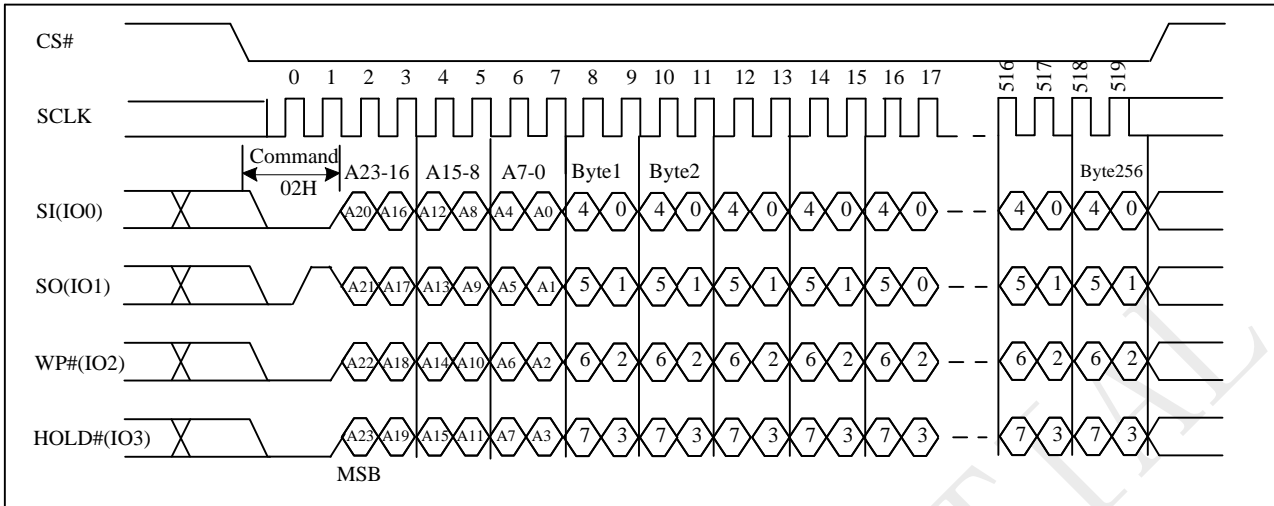 CS#
0 1 2 3 4 5 6 7 8 9 10 11 12 13 14 15 16 17 516 517 518 519
SCLK
Command
02H
A23-16 A15-8 A7-0 Byte1 Byte2 Byte256
SI(IO0) A20 A16 A12 A8 A4 A0 4 0 4 0 4 0 4 0 4 0 4 0 4 0
SO(IO1) A21 A17 A13 A9 A5 A1 5 1 5 1 5 1 5 1 5 0 5 1 5 1
WP#(IO2) A22 A18 A14 A10 A6 A2 6 2 6 2 6 2 6 2 6 2 6 2 6 2
HOLD#(IO3) A23 A19 A15 A11 A7 A3 7 3 7 3 7 3 7 3 7 3 7 3 7 3
MSB